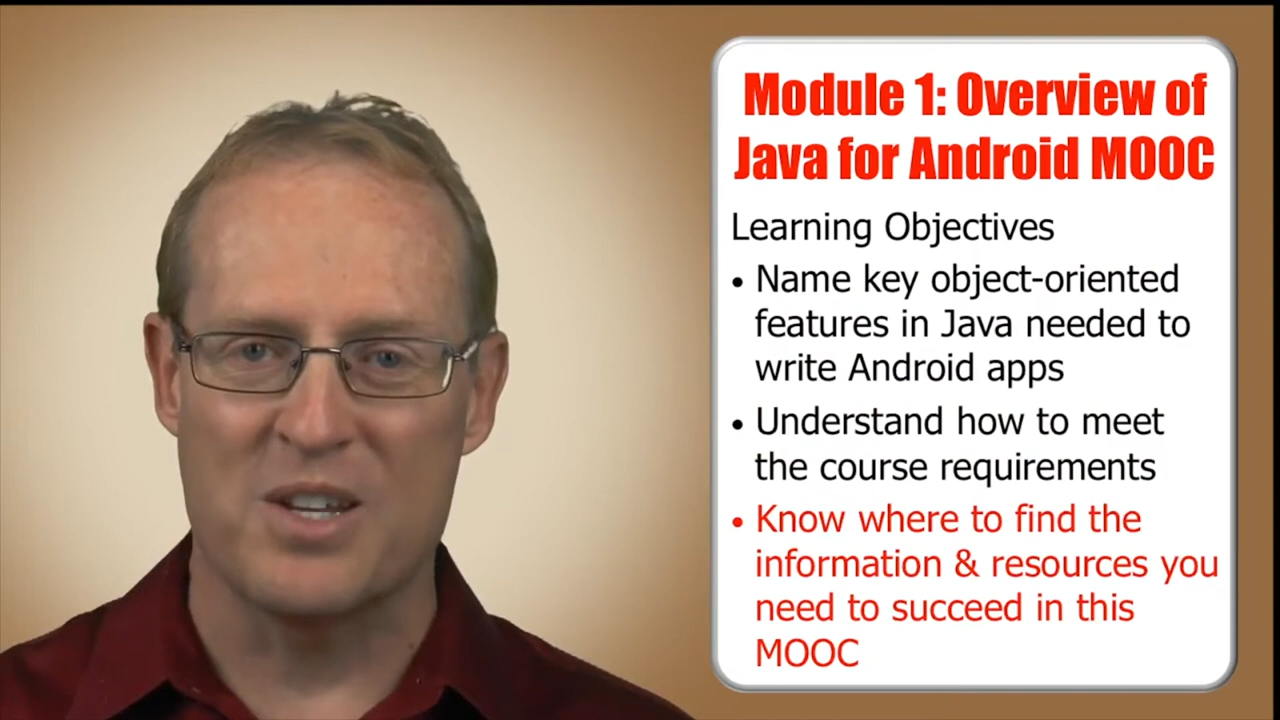 Module 1: Overview of
Java for Android MOOC
Learning Objectives
• Name key object-oriented
features in Java needed to
write Android apps
• Understand how to meet
the course requirements
• Know where to find the
information & resources you
need to succeed in this
MOOC